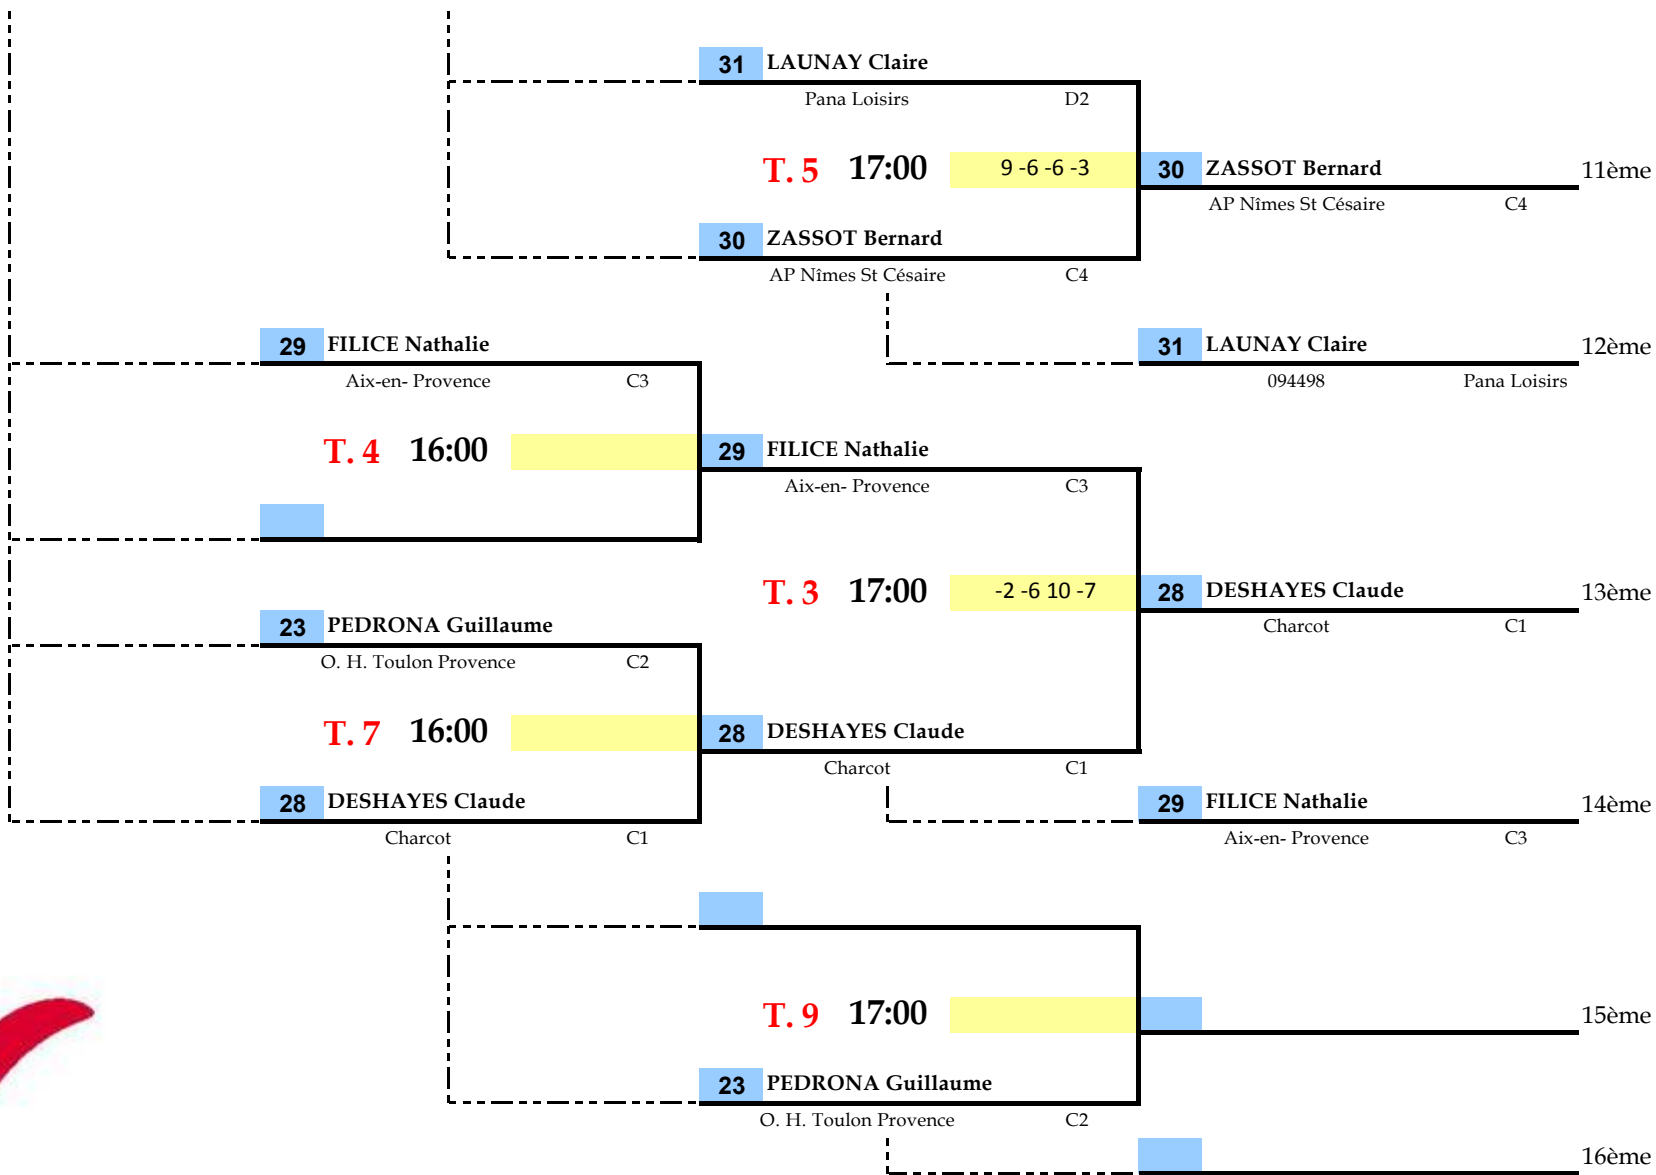 31 LAUNAY Claire
Pana Loisirs D2
T. 5 17:00 9 -6 -6 -3 30 ZASSOT Bernard 11ème
AP Nîmes St Césaire C4
30 ZASSOT Bernard
AP Nîmes St Césaire C4
29 FILICE Nathalie 31 LAUNAY Claire 12ème
Aix-en- Provence C3 094498 Pana Loisirs
T. 4 16:00 29 FILICE Nathalie
Aix-en- Provence C3
T. 3 17:00 -2 -6 10 -7 28 DESHAYES Claude 13ème
23 PEDRONA Guillaume Charcot C1
O. H. Toulon Provence C2
T. 7 16:00 28 DESHAYES Claude
Charcot C1
28 DESHAYES Claude 29 FILICE Nathalie 14ème
Charcot C1 Aix-en- Provence C3
T. 9 17:00 15ème
23 PEDRONA Guillaume
O. H. Toulon Provence C2
16ème